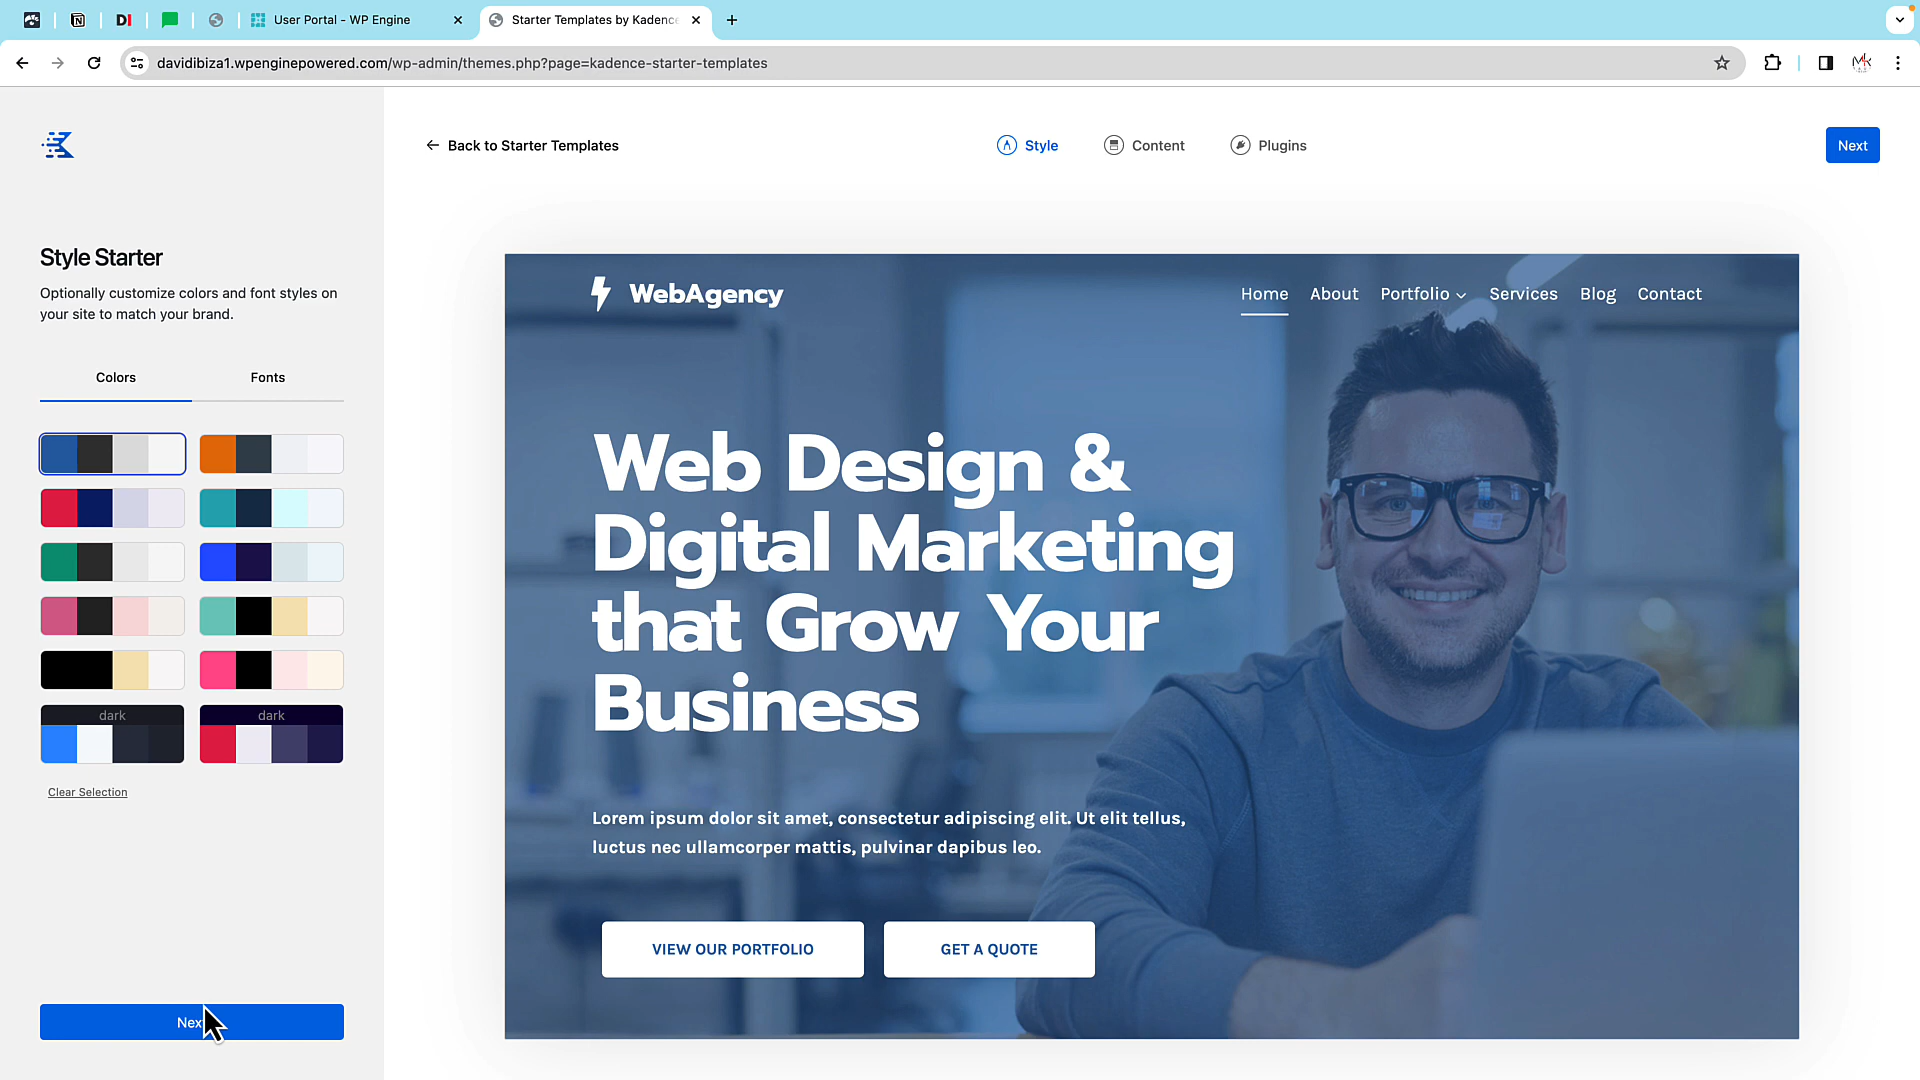 User Portal - WP Engine
Starter Templates by Kadence
davidibiza1.wpenginepowered.com/wp-admin/themes.php?page=kadence-starter-templates
Back to Starter Templates
Style
Content
Plugins
Next
Style Starter
Optionally customize colors and font styles on
your site to match your brand.
Colors
Fonts
dark
dark
Clear Selection
Next
WebAgency
Home
About
Portfolio
Services
Blog
Contact
Web Design &
Digital Marketing
that Grow Your
Business
Lorem ipsum dolor sit amet, consectetur adipiscing elit. Ut elit tellus,
luctus nec ullamcorper mattis, pulvinar dapibus leo.
VIEW OUR PORTFOLIO
GET A QUOTE